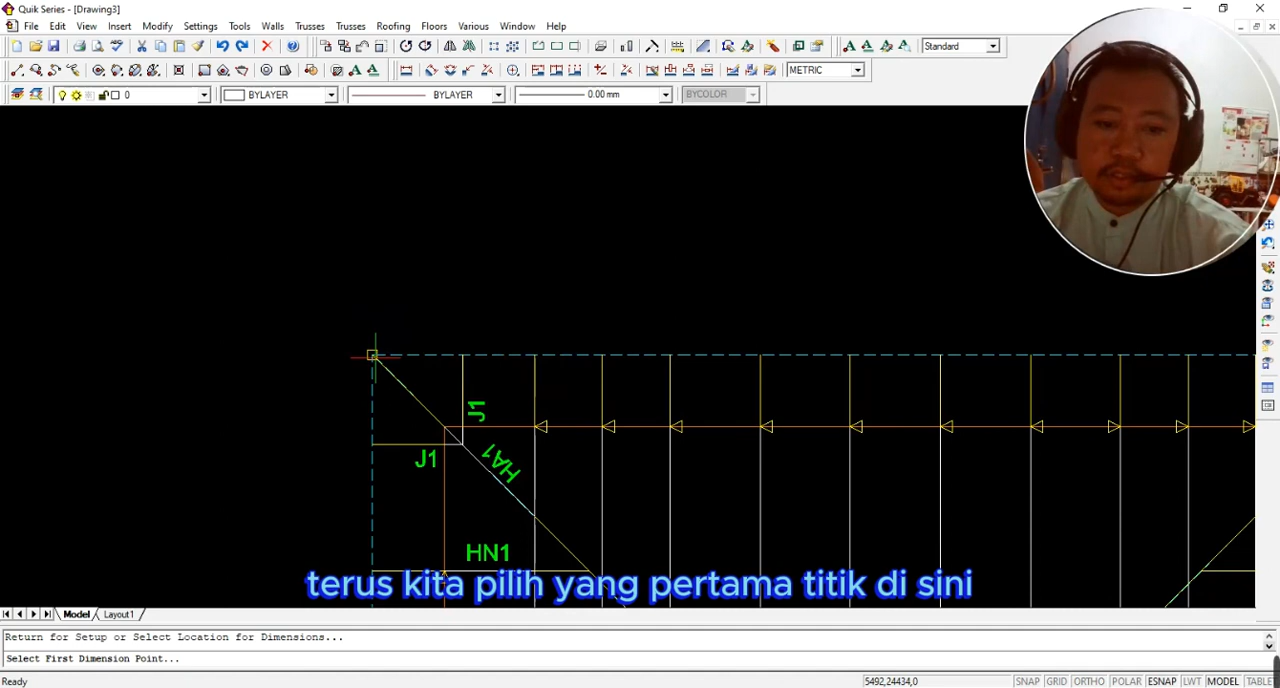 Quik Series - [Drawing3]
File Edit View Insert Modify Settings Tools Walls Trusses Trusses Roofing Floors Various Window Help
Standard
METRIC
0 BYLAYER BYLAYER 0.00 mm BYCOLOR
J1
J1
HA1
HN1
terus kita pilih yang pertama titik di sini
Model Layout1
Return for Setup or Select Location for Dimensions...
Select First Dimension Point...
Ready 5492,24434,0 SNAP GRID ORTHO POLAR ESNAP LWT MODEL TABLET